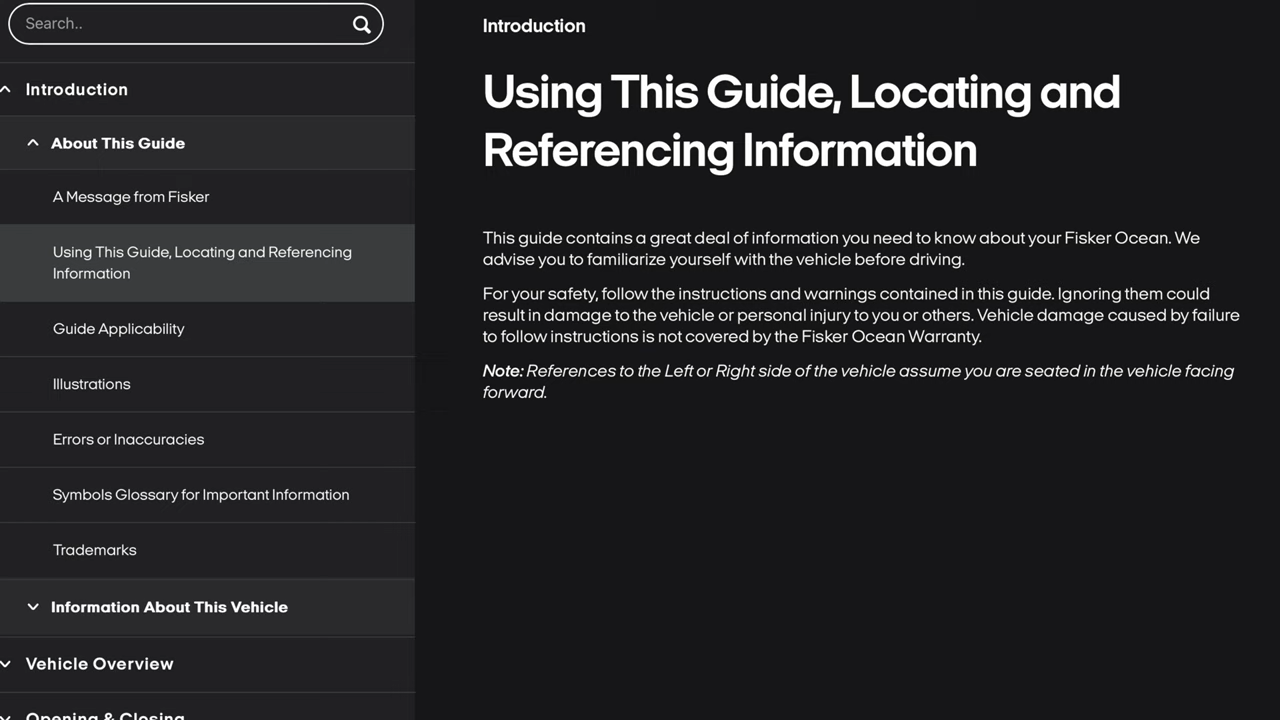 Search..
Introduction
About This Guide
A Message from Fisker
Using This Guide, Locating and Referencing
Information
Guide Applicability
Illustrations
Errors or Inaccuracies
Symbols Glossary for Important Information
Trademarks
Information About This Vehicle
Vehicle Overview
Opening & Closing
Introduction
Using This Guide, Locating and
Referencing Information
This guide contains a great deal of information you need to know about your Fisker Ocean. We
advise you to familiarize yourself with the vehicle before driving.
For your safety, follow the instructions and warnings contained in this guide. Ignoring them could
result in damage to the vehicle or personal injury to you or others. Vehicle damage caused by failure
to follow instructions is not covered by the Fisker Ocean Warranty.
Note: References to the Left or Right side of the vehicle assume you are seated in the vehicle facing
forward.